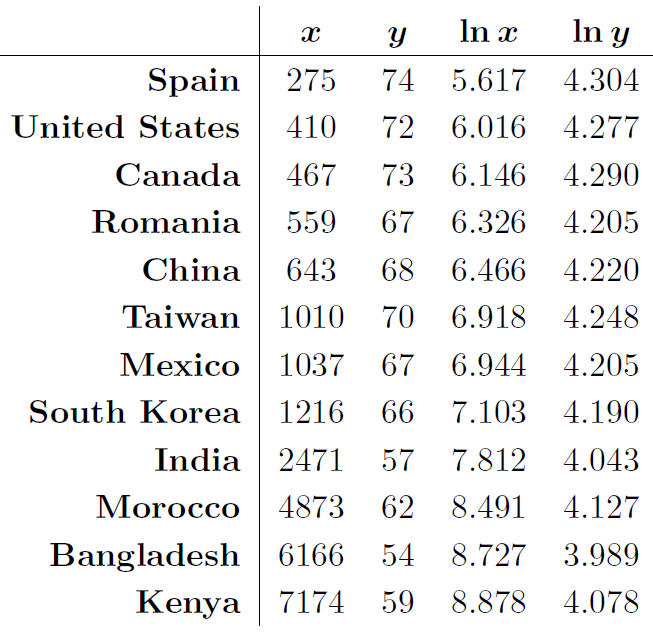 x y ln x ln y
Spain 275 74 5.617 4.304
United States 410 72 6.016 4.277
Canada 467 73 6.146 4.290
Romania 559 67 6.326 4.205
China 643 68 6.466 4.220
Taiwan 1010 70 6.918 4.248
Mexico 1037 67 6.944 4.205
South Korea 1216 66 7.103 4.190
India 2471 57 7.812 4.043
Morocco 4873 62 8.491 4.127
Bangladesh 6166 54 8.727 3.989
Kenya 7174 59 8.878 4.078